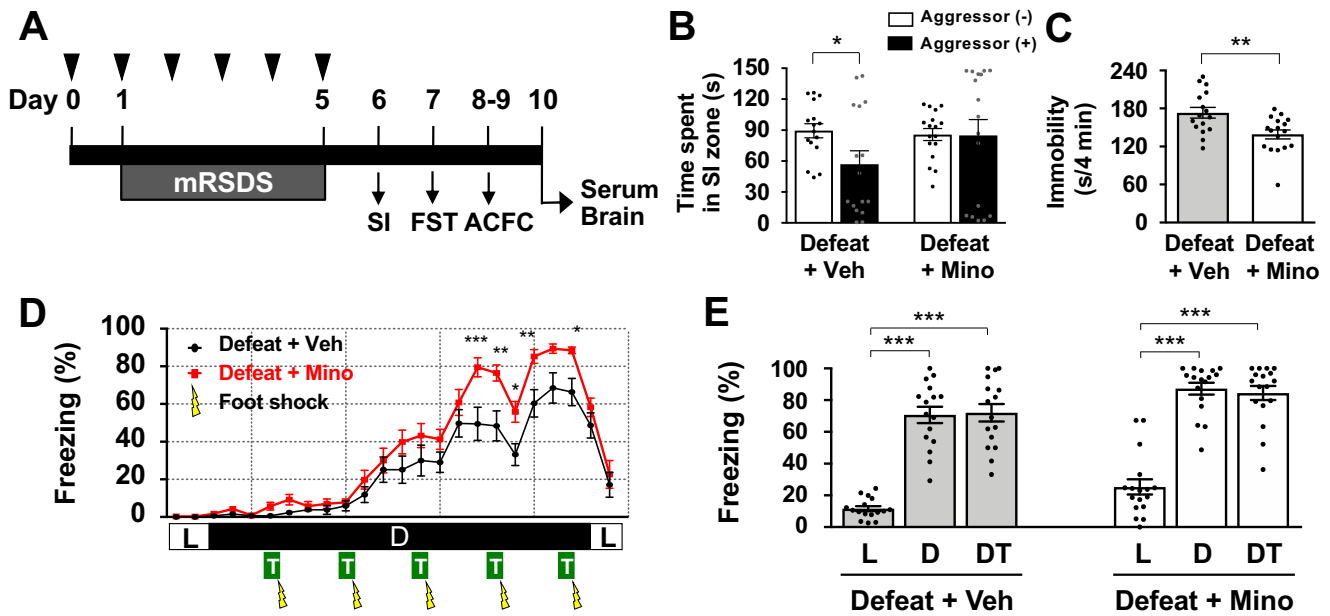 A
Day 0 1 5 6 7 8-9 10
mRSDS
SI FST ACFC
Serum
Brain
B
Aggressor (-)
Aggressor (+)
*
Time spent
in SI zone (s)
150
120
90
60
30
0
Defeat
+ Veh
Defeat
+ Mino
C
**
Immobility
(s/4 min)
240
180
120
60
0
Defeat
+ Veh
Defeat
+ Mino
D
Freezing (%)
100
80
60
40
20
0
Defeat + Veh
Defeat + Mino
Foot shock
*** ** * ** *
L D L
T T T T T
E
Freezing (%)
100
80
60
40
20
0
***
***
***
***
L D DT L D DT
Defeat + Veh Defeat + Mino